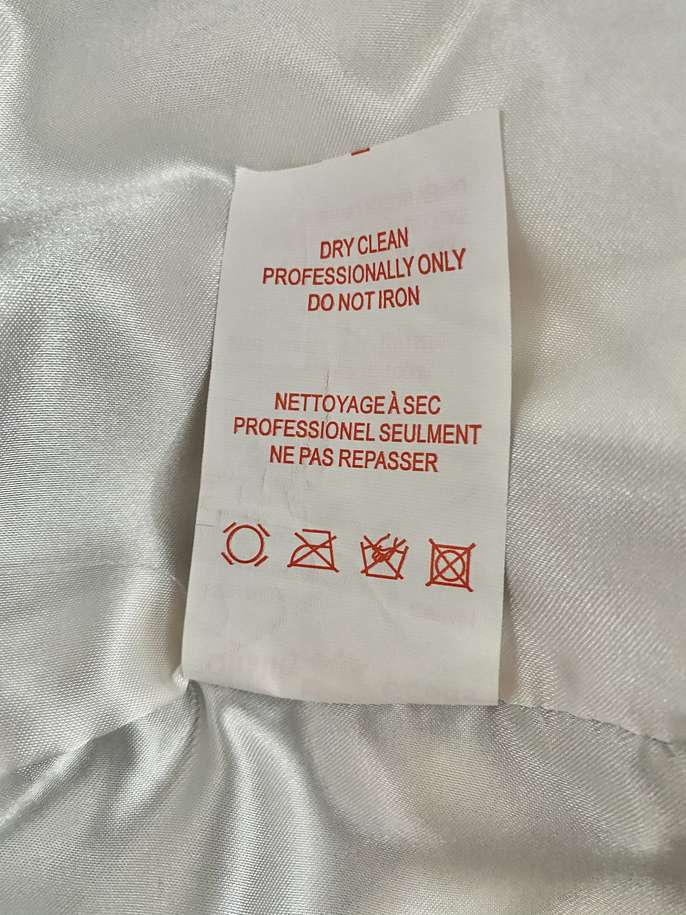 DRY CLEAN
PROFESSIONALLY ONLY
DO NOT IRON
NETTOYAGE À SEC
PROFESSIONEL SEULMENT
NE PAS REPASSER